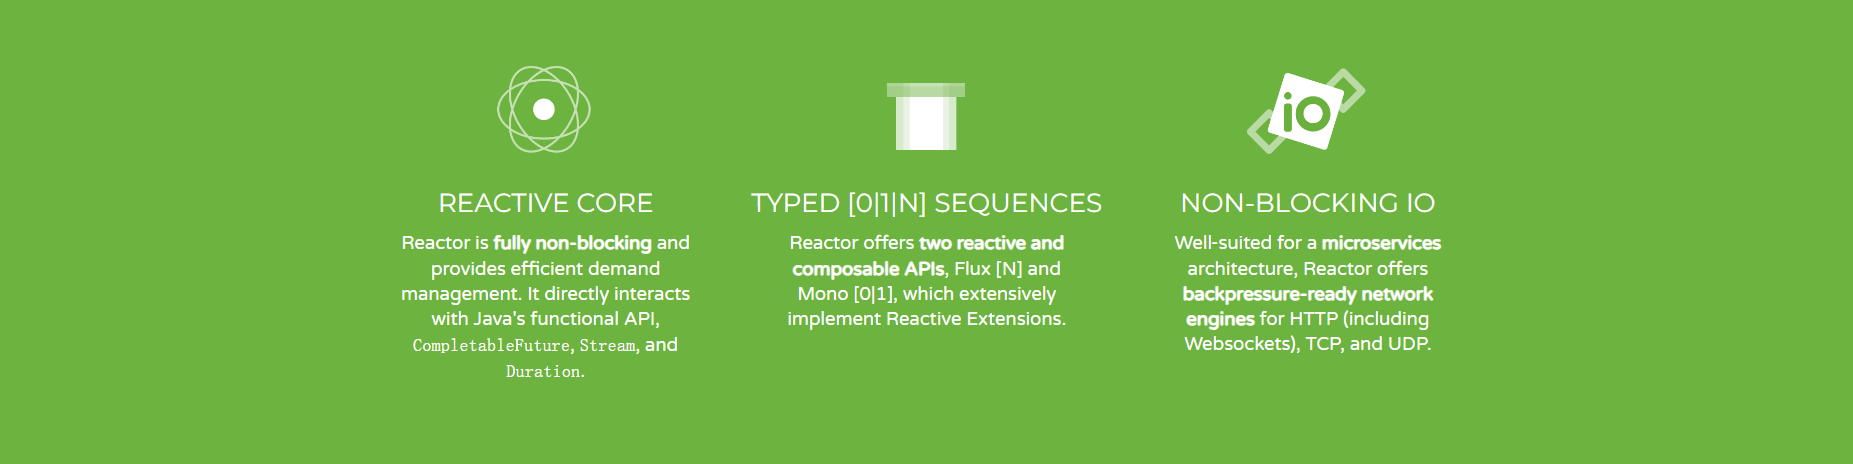 io
REACTIVE CORE
Reactor is fully non-blocking and
provides efficient demand
management. It directly interacts
with Java's functional API,
CompletableFuture, Stream, and
Duration.
TYPED [0|1|N] SEQUENCES
Reactor offers two reactive and
composable APIs, Flux [N] and
Mono [0|1], which extensively
implement Reactive Extensions.
NON-BLOCKING IO
Well-suited for a microservices
architecture, Reactor offers
backpressure-ready network
engines for HTTP (including
Websockets), TCP, and UDP.